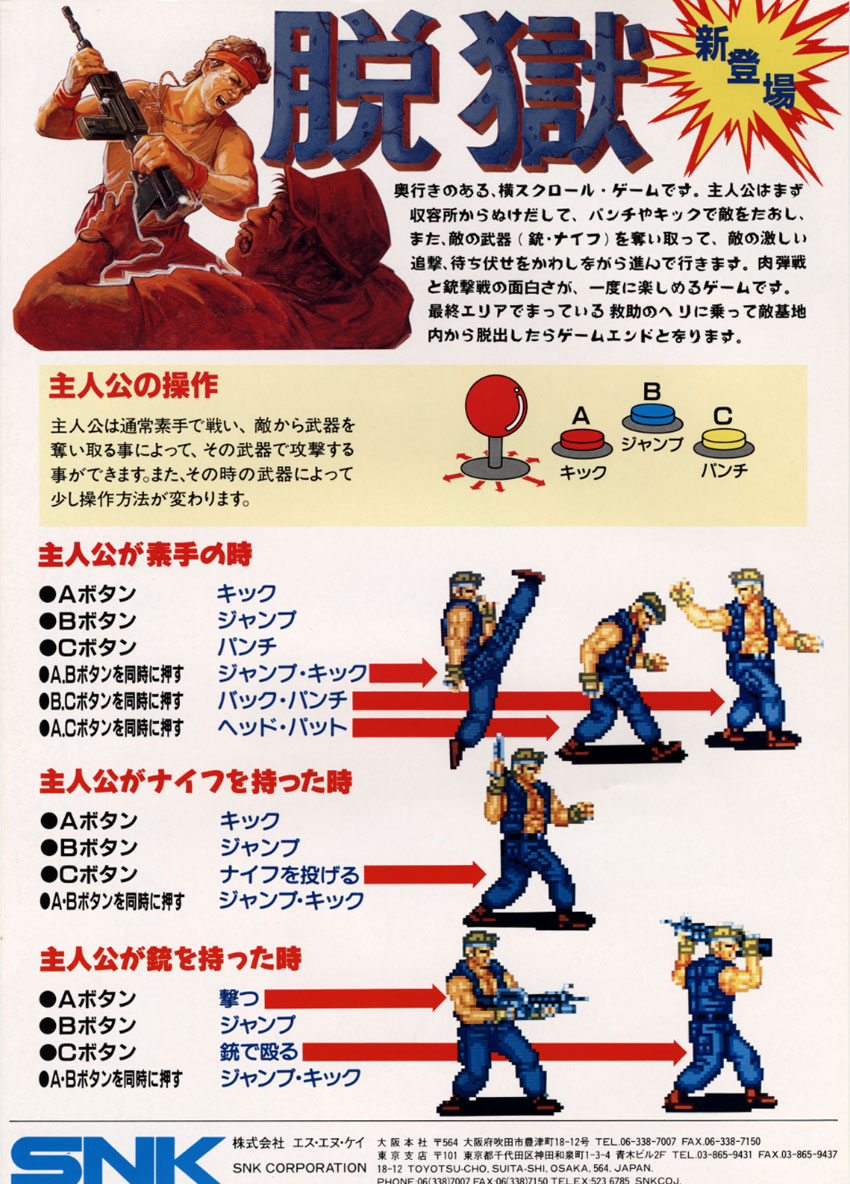 脱獄
新登場
奥行きのある、横スクロール・ゲームです。主人公はまず
収容所からぬけだして、パンチやキックで敵をたおし、
また、敵の武器(銃・ナイフ)を奪い取って、敵の激しい
追撃、待ち伏せをかわしながら進んで行きます。肉弾戦
と銃撃戦の面白さが、一度に楽しめるゲームです。
最終エリアでまっている救助のヘリに乗って敵基地
内から脱出したらゲームエンドとなります。
主人公の操作
主人公は通常素手で戦い、敵から武器を
奪い取る事によって、その武器で攻撃する
事ができます。また、その時の武器によって
少し操作方法が変わります。
A
キック
B
ジャンプ
C
パンチ
主人公が素手の時
●Aボタン キック
●Bボタン ジャンプ
●Cボタン パンチ
●A,Bボタンを同時に押す ジャンプ・キック
●B,Cボタンを同時に押す バック・パンチ
●A,Cボタンを同時に押す ヘッド・パット
主人公がナイフを持った時
●Aボタン キック
●Bボタン ジャンプ
●Cボタン ナイフを投げる
●A・Bボタンを同時に押す ジャンプ・キック
主人公が銃を持った時
●Aボタン 撃つ
●Bボタン ジャンプ
●Cボタン 銃で殴る
●A・Bボタンを同時に押す ジャンプ・キック
SNK
株式会社 エス・エヌ・ケイ
SNK CORPORATION
大阪本社 〒564 大阪府吹田市豊津町18-12号 TEL.06-338-7007 FAX.06-338-7150
東京支店 〒101 東京都千代田区神田和泉町1-3-4 青木ビル2F TEL.03-865-9431 FAX.03-865-9437
18-12 TOYOTSU-CHO, SUITA-SHI, OSAKA, 564, JAPAN.
PHONE:06(338)7007 FAX:06(338)7150 TELEX:523 6785 SNKCOJ.